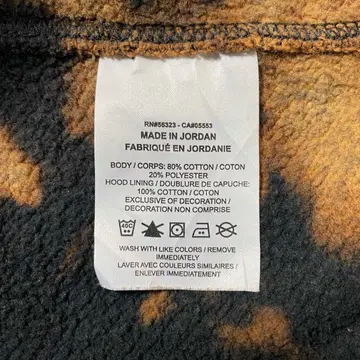 RN#56323 - CA#05553
MADE IN JORDAN
FABRIQUÉ EN JORDANIE
BODY / CORPS: 80% COTTON / COTON
20% POLYESTER
HOOD LINING / DOUBLURE DE CAPUCHE:
100% COTTON / COTON
EXCLUSIVE OF DECORATION /
DECORATION NON COMPRISE
40C
WASH WITH LIKE COLORS / REMOVE
IMMEDIATELY
LAVER AVEC COULEURS SIMILAIRES /
ENLEVER IMMEDIATEMENT